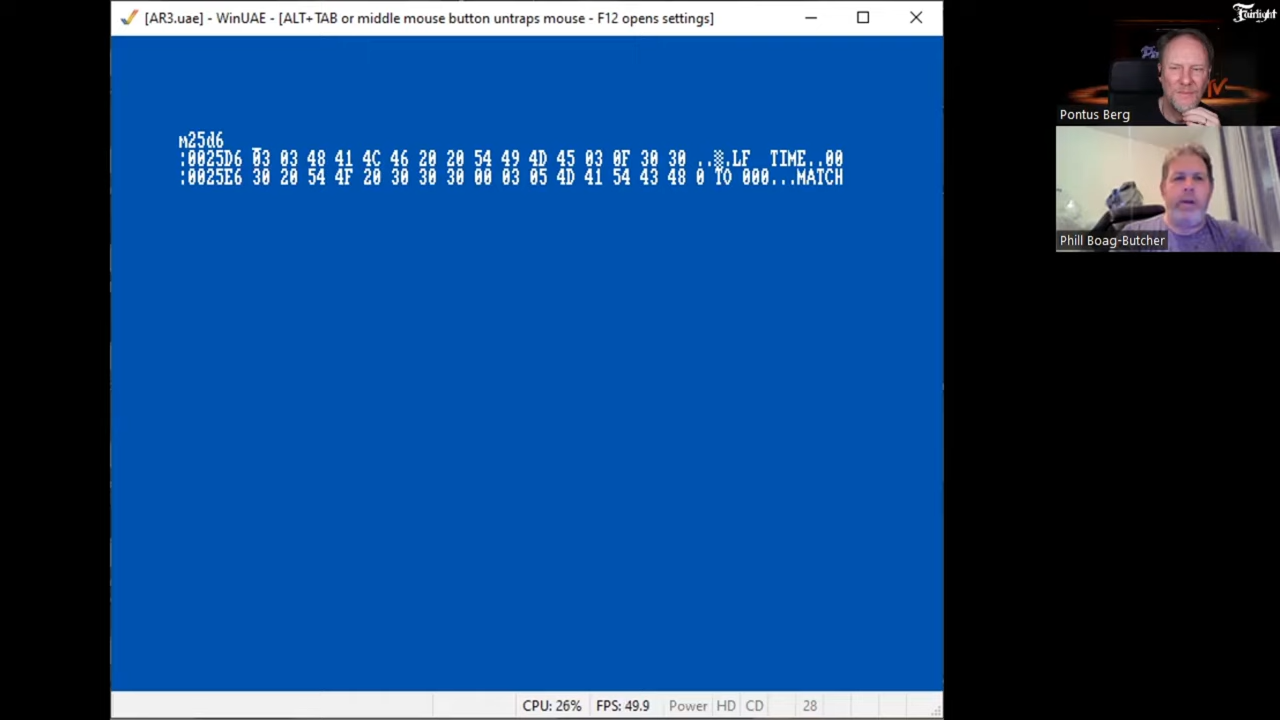 [AR3.uae] - WinUAE - [ALT+TAB or middle mouse button untraps mouse - F12 opens settings]
Fairlight
Pontus Berg
m25d6
:0025D6 03 03 48 41 4C 46 20 20 54 49 4D 45 03 0F 30 30 ..▒.LF  TIME..00
:0025E6 30 20 54 4F 20 30 30 30 00 03 05 4D 41 54 43 48 0 TO 000...MATCH
Phill Boag-Butcher
CPU: 26% FPS: 49.9 Power HD CD 28